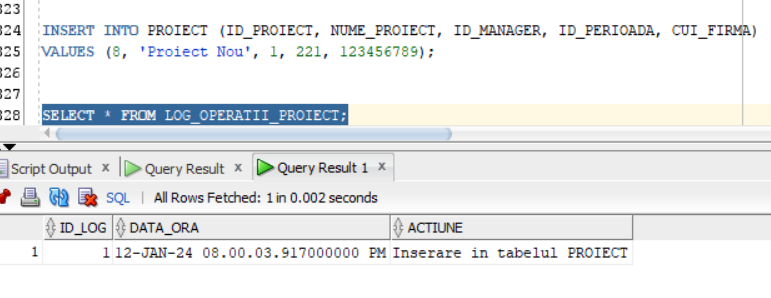 323
324 INSERT INTO PROIECT (ID_PROIECT, NUME_PROIECT, ID_MANAGER, ID_PERIOADA, CUI_FIRMA)
325 VALUES (8, 'Proiect Nou', 1, 221, 123456789);
326
327
328 SELECT * FROM LOG_OPERATII_PROIECT;
Script Output x Query Result x Query Result 1 x
SQL | All Rows Fetched: 1 in 0.002 seconds
ID_LOG DATA_ORA ACTIUNE
1 1 12-JAN-24 08.00.03.917000000 PM Inserare in tabelul PROIECT